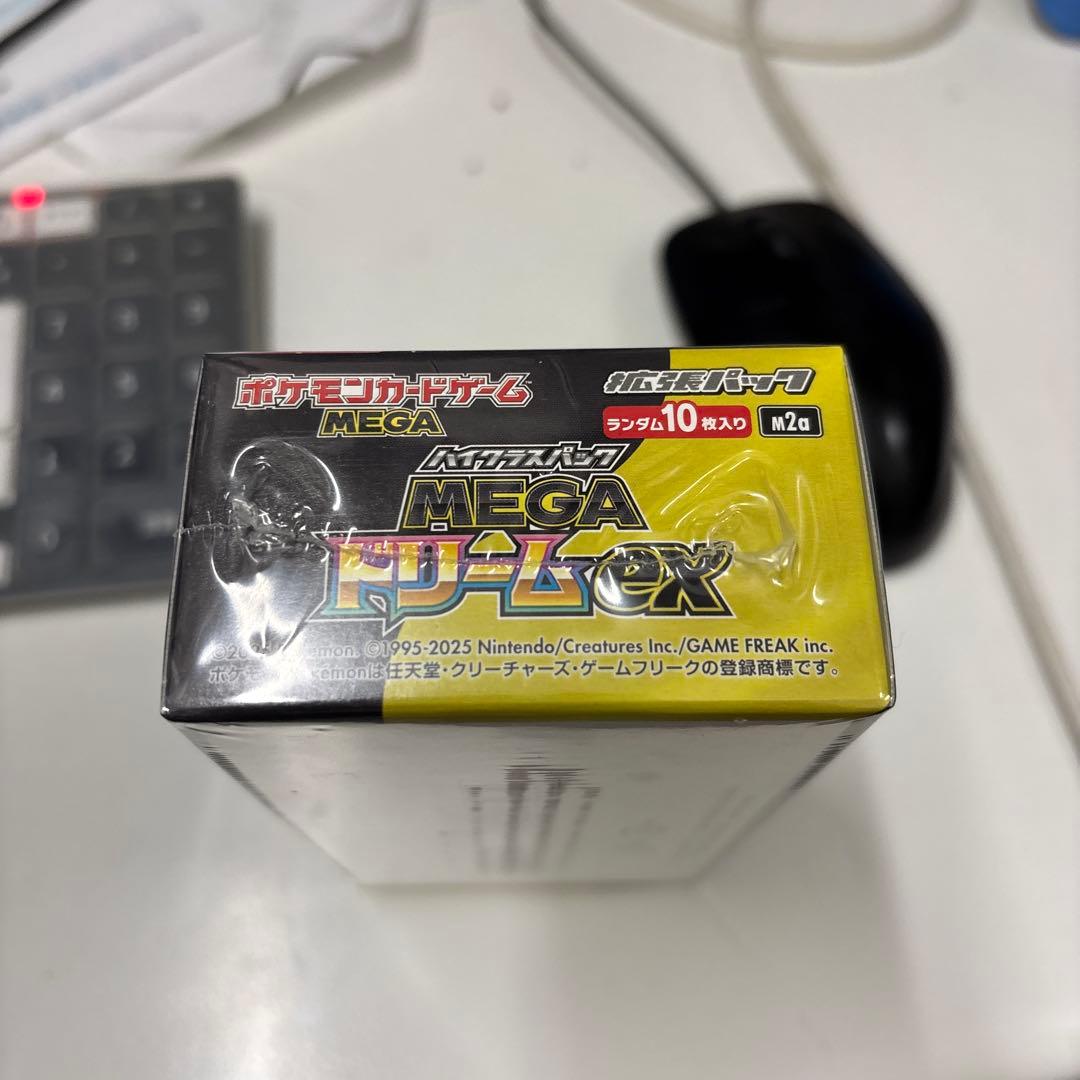 ポケモンカードゲーム
MEGA
拡張パック
ランダム10枚入り M2a
ハイクラスパック
MEGA
ドリームex
©1995-2025 Nintendo/Creatures Inc./GAME FREAK inc.
は任天堂・クリーチャーズ・ゲームフリークの登録商標です。